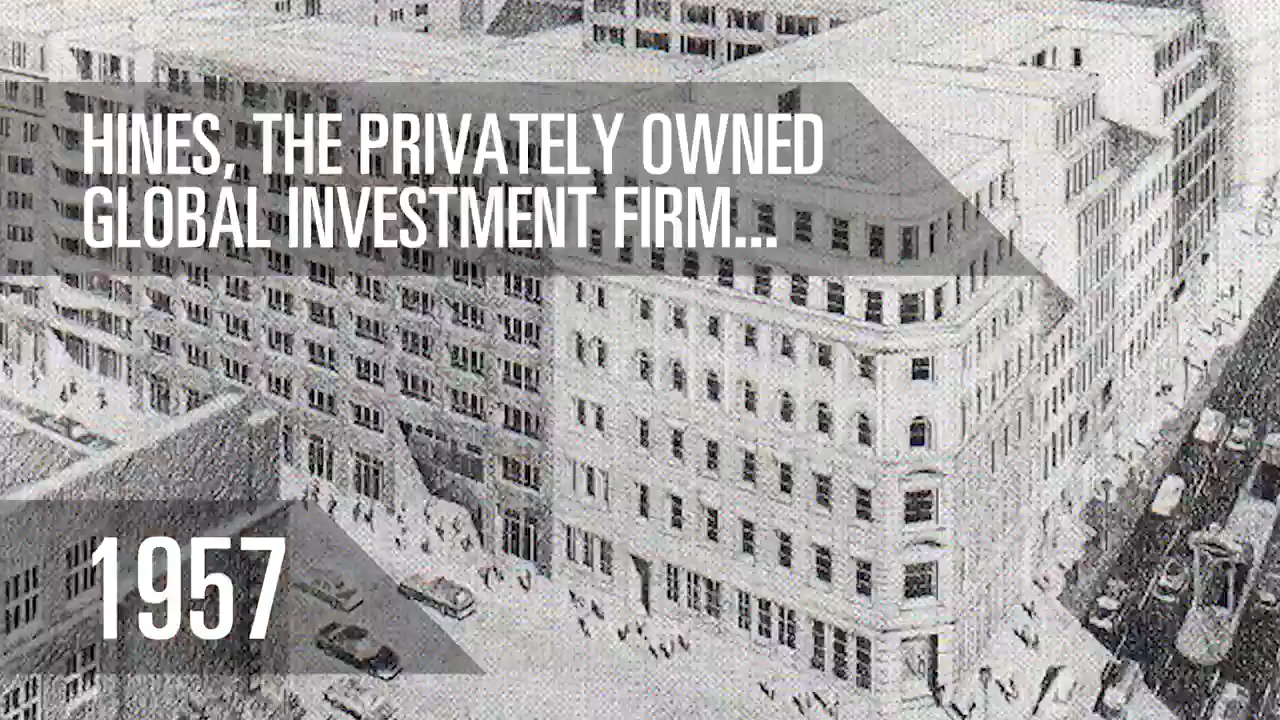 HINES, THE PRIVATELY OWNED
GLOBAL INVESTMENT FIRM...
1957